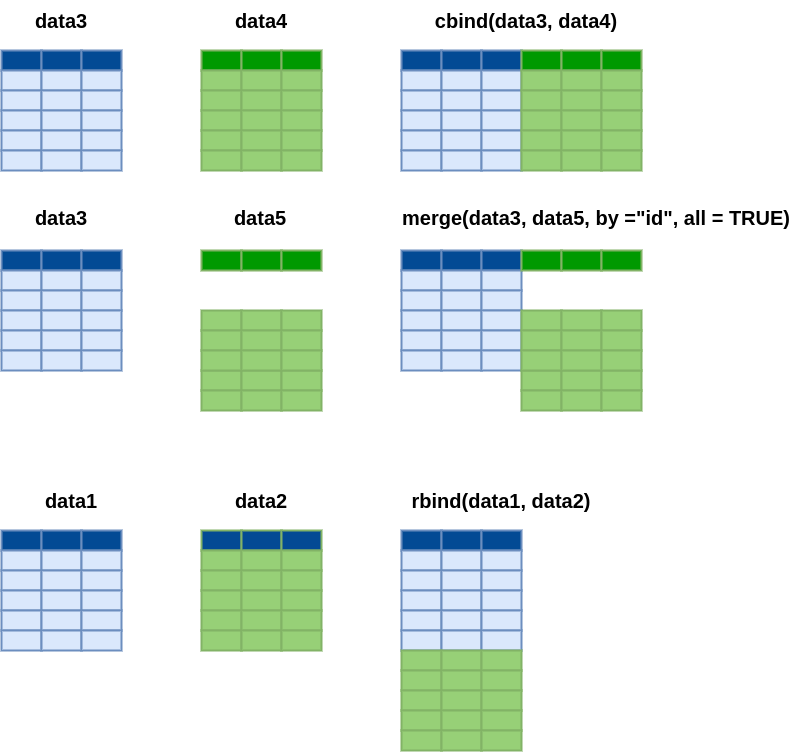 data3
data4
cbind(data3, data4)
data3
data5
merge(data3, data5, by ="id", all = TRUE)
data1
data2
rbind(data1, data2)